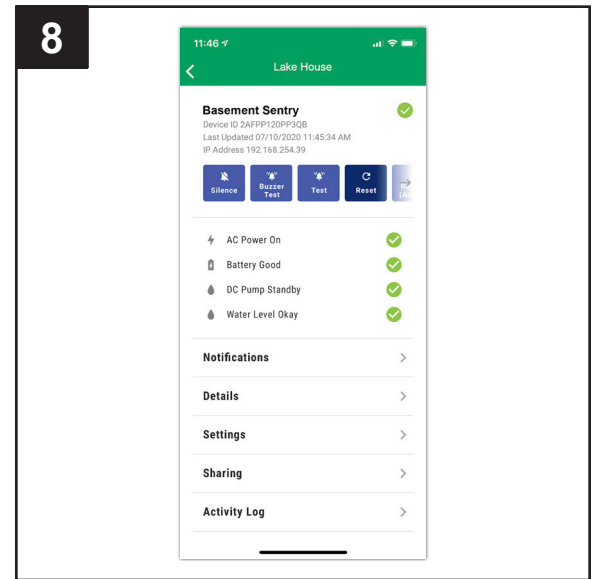 8
11:46
Lake House
Basement Sentry
Device ID 2AFPP120PP3QB
Last Updated 07/10/2020 11:45:34 AM
IP Address 192.168.254.39
Silence
Buzzer Test
Test
Reset
AC Power On
Battery Good
DC Pump Standby
Water Level Okay
Notifications
Details
Settings
Sharing
Activity Log